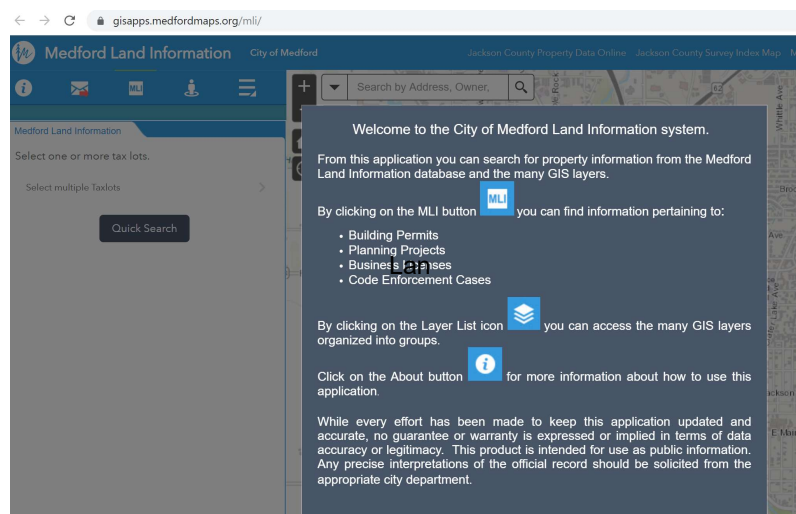 gisapps.medfordmaps.org/mli/
Medford Land Information City of Medford Jackson County Property Data Online Jackson County Survey Index Map M
MLI
Search by Address, Owner,
62
Whittle Ave
Medford Land Information
Select one or more tax lots.
Select multiple Taxlots
Quick Search
Welcome to the City of Medford Land Information system.
From this application you can search for property information from the Medford
Land Information database and the many GIS layers.
By clicking on the MLI button MLI you can find information pertaining to:
• Building Permits
• Planning Projects
• Business Licenses
Lan
• Code Enforcement Cases
By clicking on the Layer List icon you can access the many GIS layers
organized into groups.
Click on the About button i for more information about how to use this
application.
While every effort has been made to keep this application updated and
accurate, no guarantee or warranty is expressed or implied in terms of data
accuracy or legitimacy. This product is intended for use as public information.
Any precise interpretations of the official record should be solicited from the
appropriate city department.
Ave
Lake Ave
ackson
E Mai